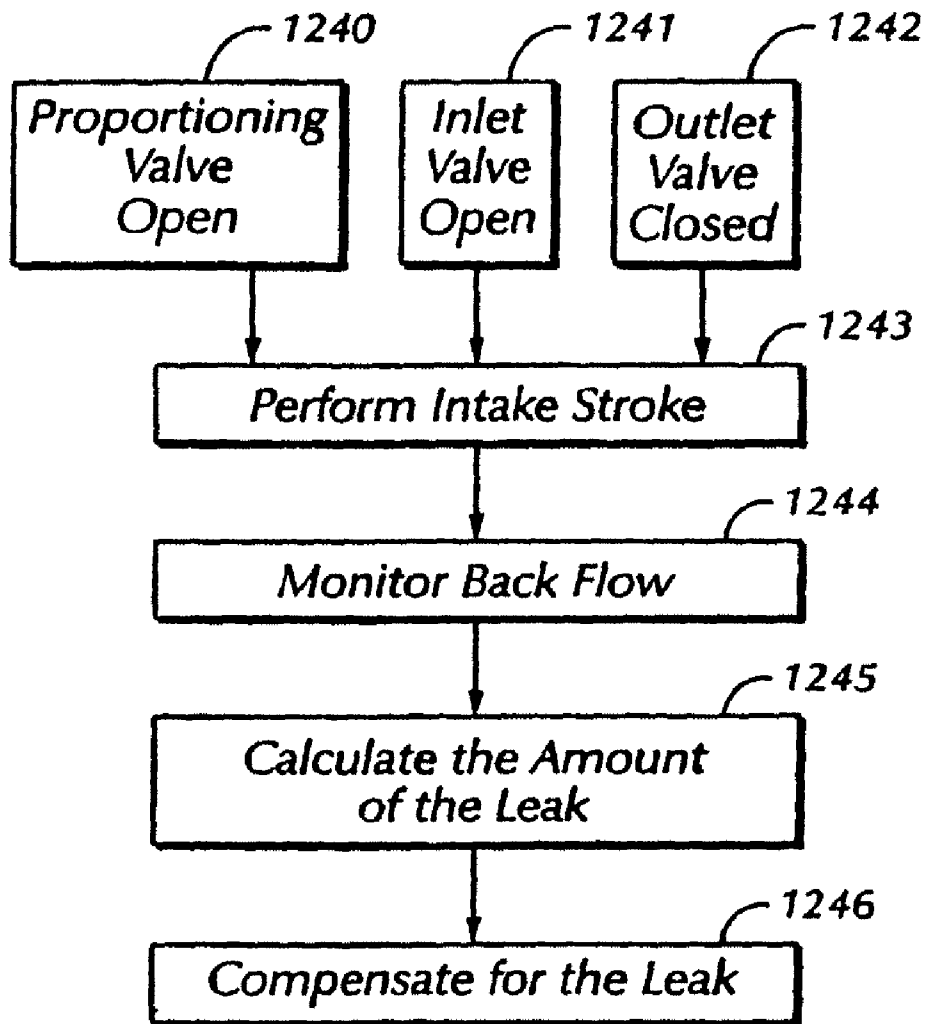 1240
1241
1242
Proportioning
Valve
Open
Inlet
Valve
Open
Outlet
Valve
Closed
1243
Perform Intake Stroke
1244
Monitor Back Flow
1245
Calculate the Amount
of the Leak
1246
Compensate for the Leak